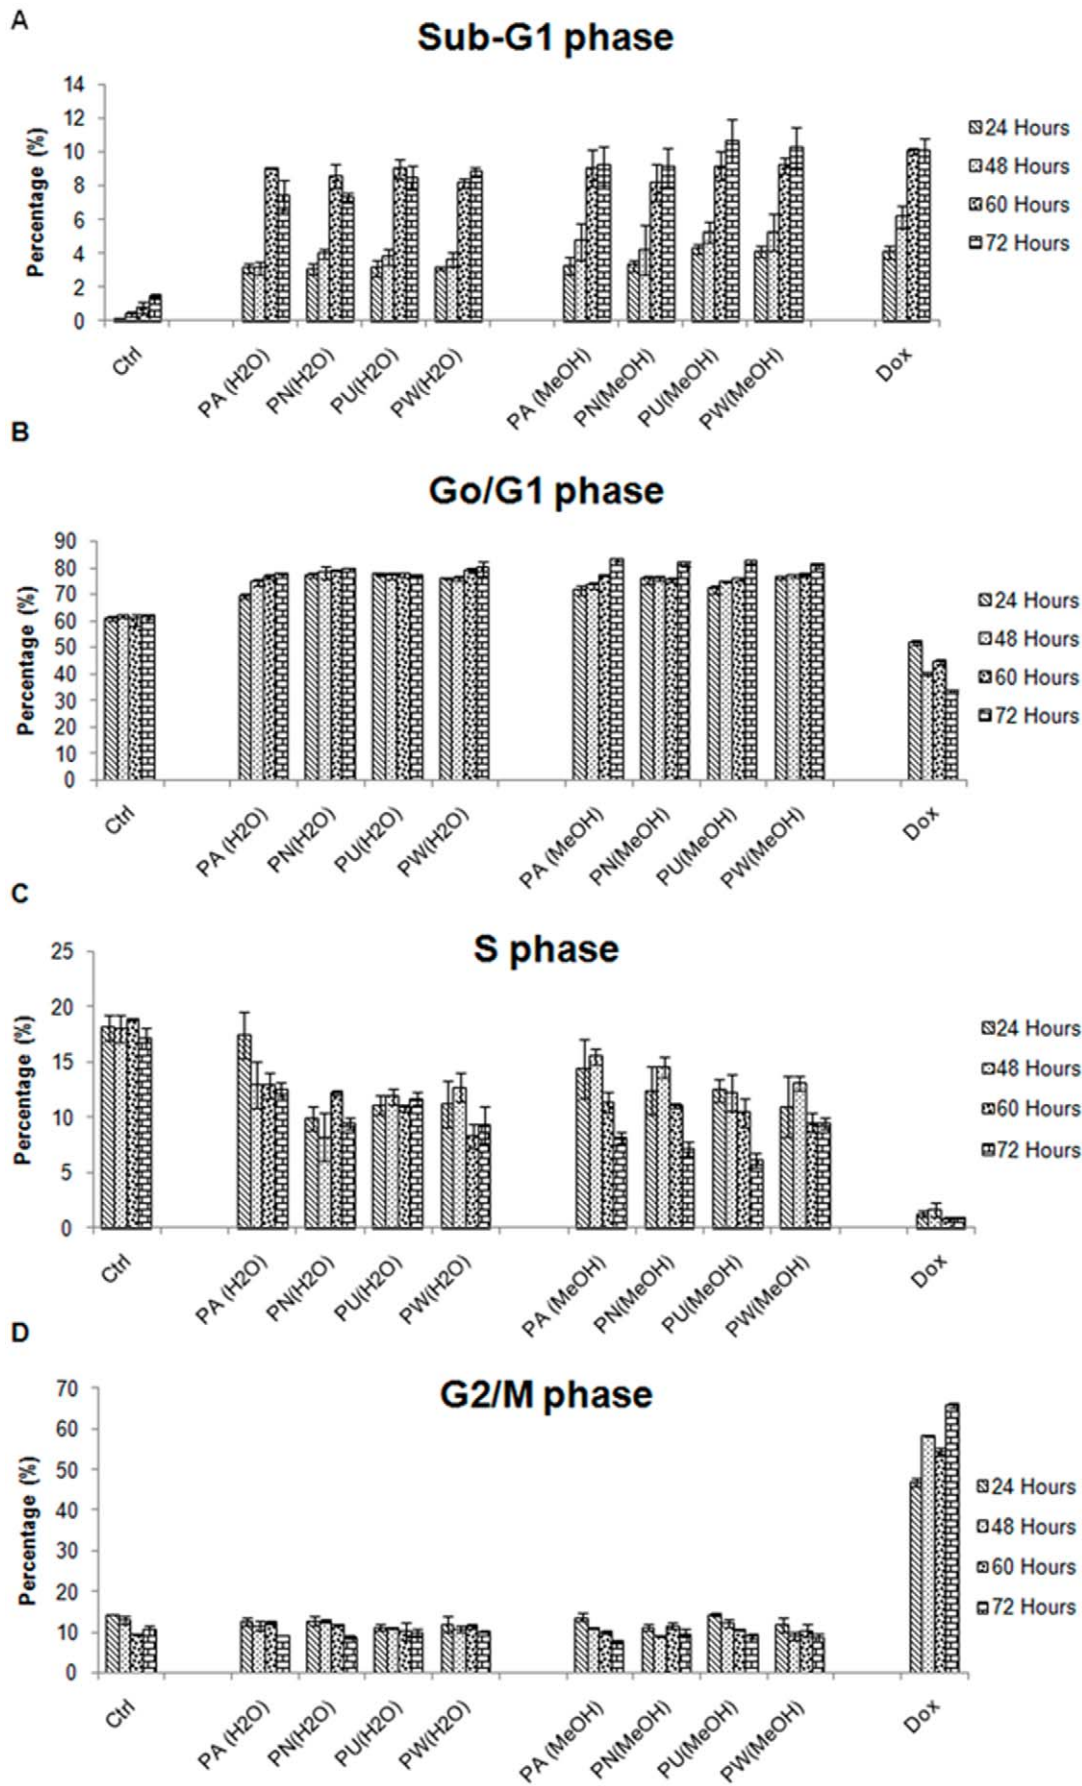 A
Sub-G1 phase
Percentage (%)
14
12
10
8
6
4
2
0
24 Hours
48 Hours
60 Hours
72 Hours
Ctrl
PA (H2O)
PN(H2O)
PU(H2O)
PW(H2O)
PA (MeOH)
PN(MeOH)
PU(MeOH)
PW(MeOH)
Dox
B
Go/G1 phase
Percentage (%)
90
80
70
60
50
40
30
20
10
0
24 Hours
48 Hours
60 Hours
72 Hours
Ctrl
PA (H2O)
PN(H2O)
PU(H2O)
PW(H2O)
PA (MeOH)
PN(MeOH)
PU(MeOH)
PW(MeOH)
Dox
C
S phase
Percentage (%)
25
20
15
10
5
0
24 Hours
48 Hours
60 Hours
72 Hours
Ctrl
PA (H2O)
PN(H2O)
PU(H2O)
PW(H2O)
PA (MeOH)
PN(MeOH)
PU(MeOH)
PW(MeOH)
Dox
D
G2/M phase
Percentage (%)
70
60
50
40
30
20
10
0
24 Hours
48 Hours
60 Hours
72 Hours
Ctrl
PA (H2O)
PN(H2O)
PU(H2O)
PW(H2O)
PA (MeOH)
PN(MeOH)
PU(MeOH)
PW(MeOH)
Dox